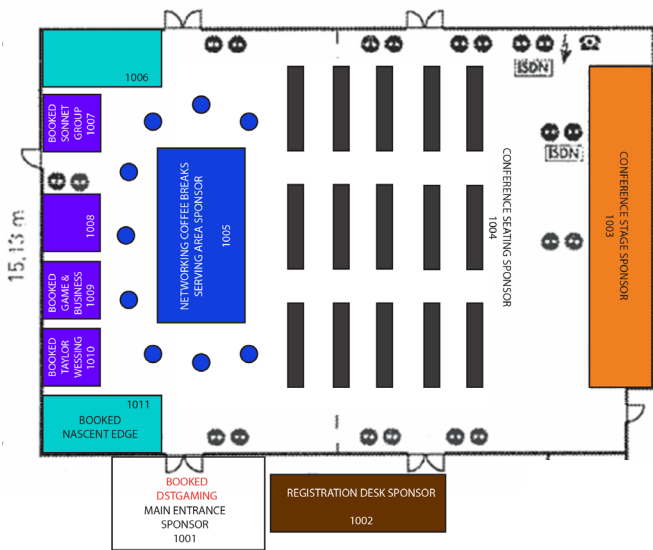 1006
ISDN
BOOKED
SONNET
GROUP
1007
ISDN
15,13 m
1008
NETWORKING COFFEE BREAKS
SERVING AREA SPONSOR
1005
CONFERENCE SEATING SPONSOR
1004
CONFERENCE STAGE SPONSOR
1003
BOOKED
GAME &
BUSINESS
1009
BOOKED
TAYLOR
WESSING
1010
1011
BOOKED
NASCENT EDGE
BOOKED
DSTGAMING
MAIN ENTRANCE
SPONSOR
1001
REGISTRATION DESK SPONSOR
1002